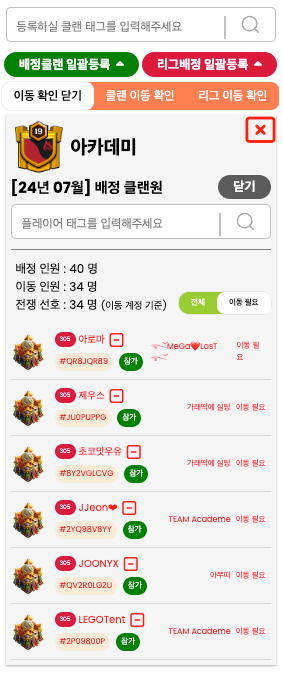 등록하실 클랜 태그를 입력해주세요
배정클랜 일괄등록 리그배정 일괄등록
이동 확인 닫기 클랜 이동 확인 리그 이동 확인
19 아카데미
[24년 07월] 배정 클랜원 닫기
플레이어 태그를 입력해주세요
배정 인원 : 40 명
이동 인원 : 34 명
전쟁 선호 : 34 명 (이동 계정 기준) 전체 이동 필요
305 아로마
#QR8JQR89 참가 ࿐MeGa❤️LosT࿐ 이동 필요
305 제우스
#JU0PUPPG 참가 가래떡에 실탕 이동 필요
305 초코맛우유
#8Y2VGLCVG 참가 가래떡에 실탕 이동 필요
305 JJeon❤
#2YQ98V8YY 참가 TEAM Academe 이동 필요
305 JOONYX
#QV2R0LG2U 참가 아뿌따 이동 필요
305 LEGOTent
#2P09800P 참가 TEAM Academe 이동 필요